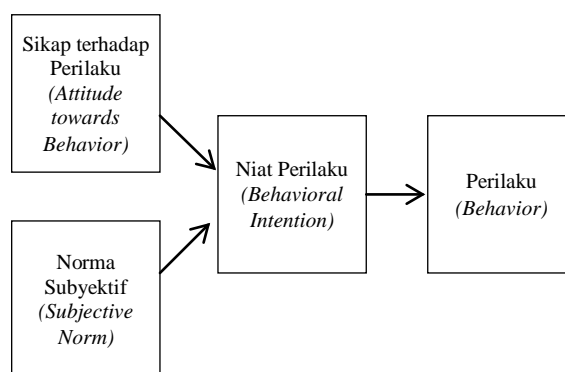 Sikap terhadap
Perilaku
(Attitude
towards
Behavior)
Norma
Subyektif
(Subjective
Norm)
Niat Perilaku
(Behavioral
Intention)
Perilaku
(Behavior)